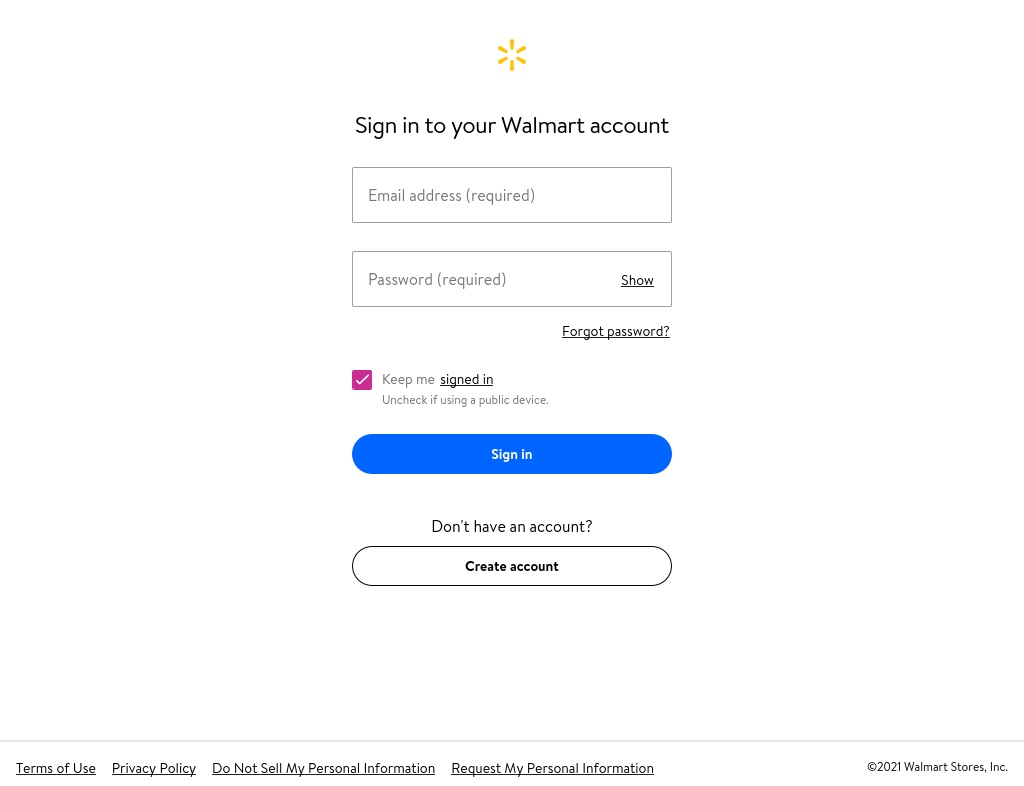 Sign in to your Walmart account
Email address (required)
Password (required) Show
Forgot password?
Keep me signed in
Uncheck if using a public device.
Sign in
Don't have an account?
Create account
Terms of Use Privacy Policy Do Not Sell My Personal Information Request My Personal Information ©2021 Walmart Stores, Inc.